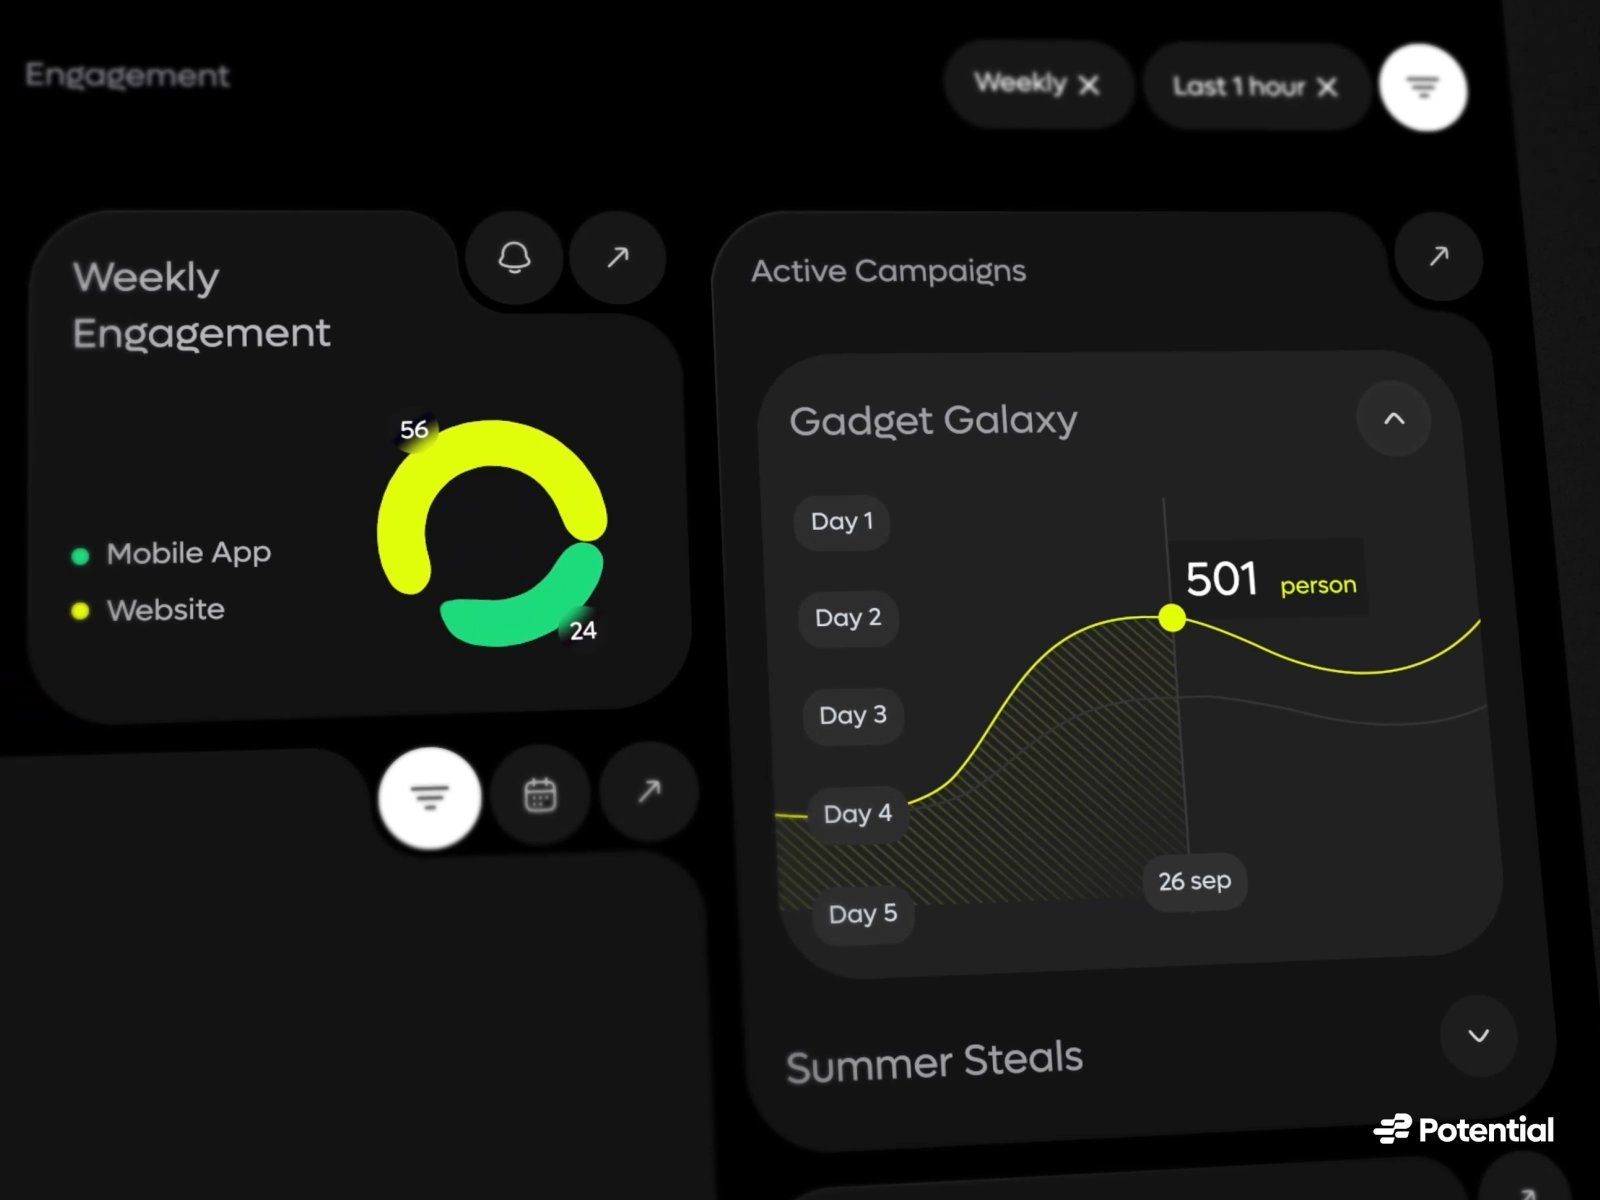 Engagement
Weekly
Last 1 hour
Weekly
Engagement
56
Mobile App
Website
24
Active Campaigns
Gadget Galaxy
Day 1
Day 2
Day 3
Day 4
Day 5
501 person
26 sep
Summer Steals
Potential